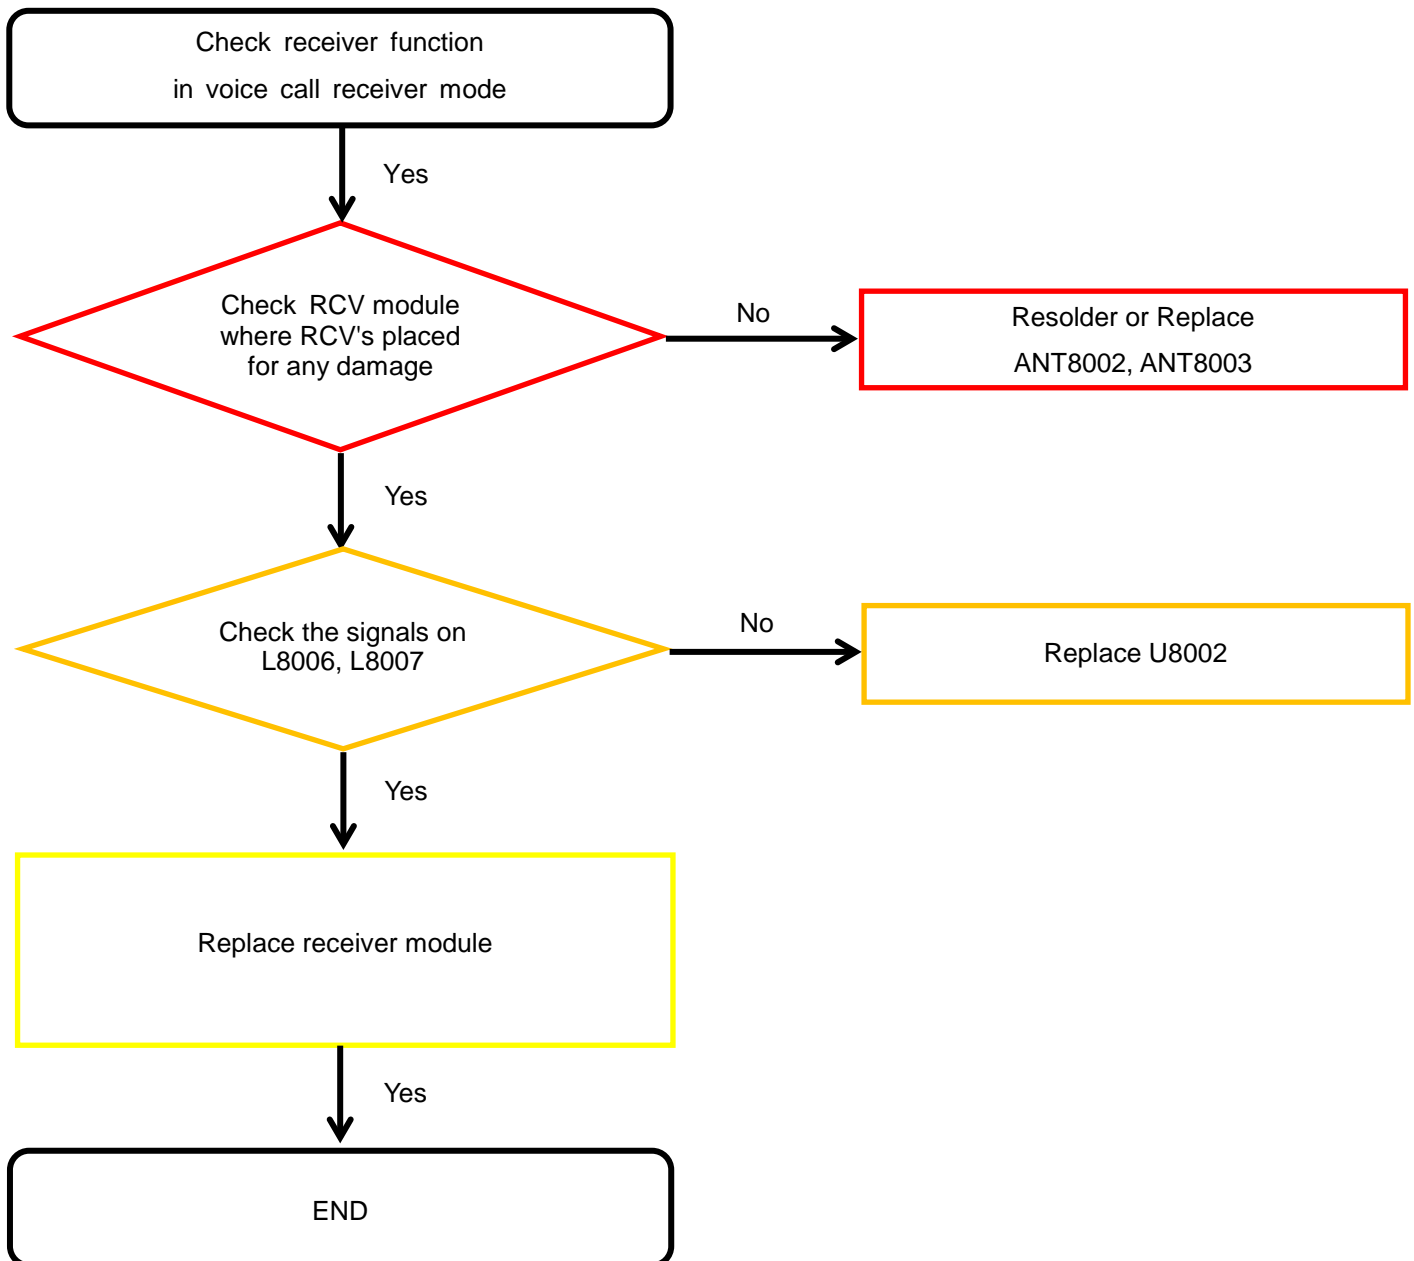 Check receiver function
in voice call receiver mode
Yes
Check RCV module
where RCV's placed
for any damage
No
Resolder or Replace
ANT8002, ANT8003
Yes
Check the signals on
L8006, L8007
No
Replace U8002
Yes
Replace receiver module
Yes
END